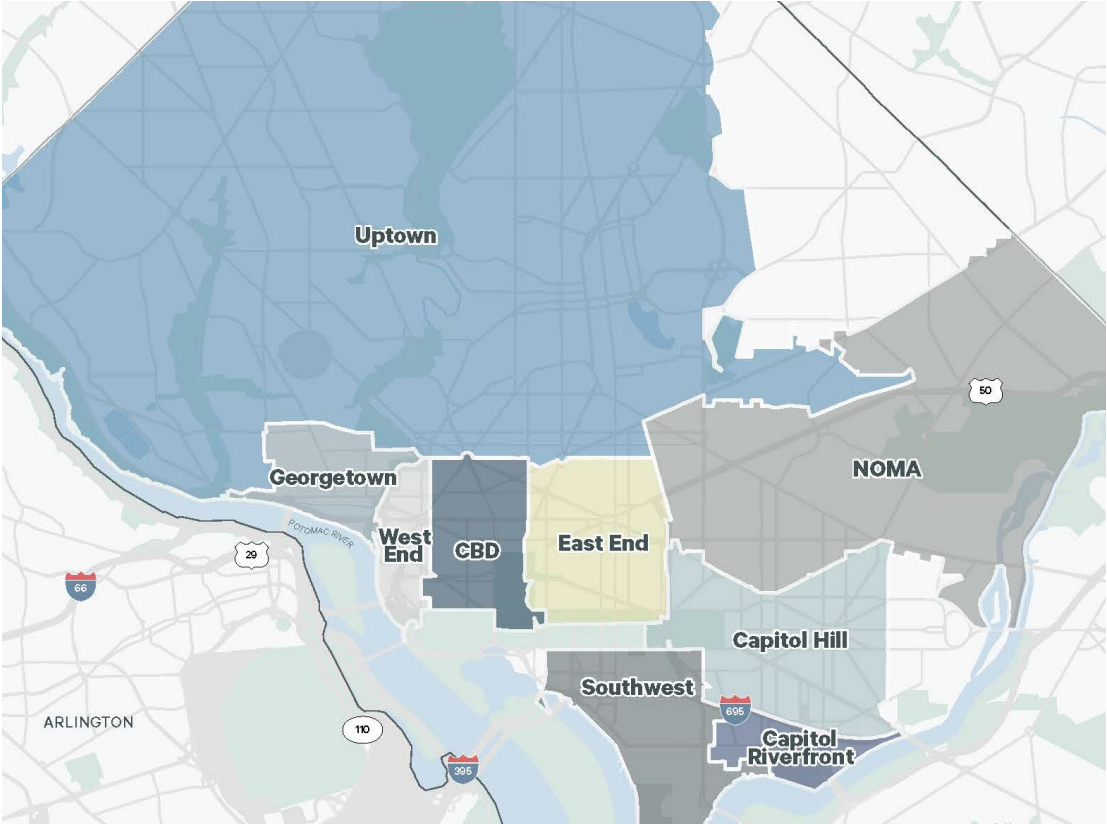 Uptown
50
NOMA
Georgetown
POTOMAC RIVER
West
End
CBD
East End
29
66
Capitol Hill
Southwest
695
ARLINGTON
110
Capitol
Riverfront
395